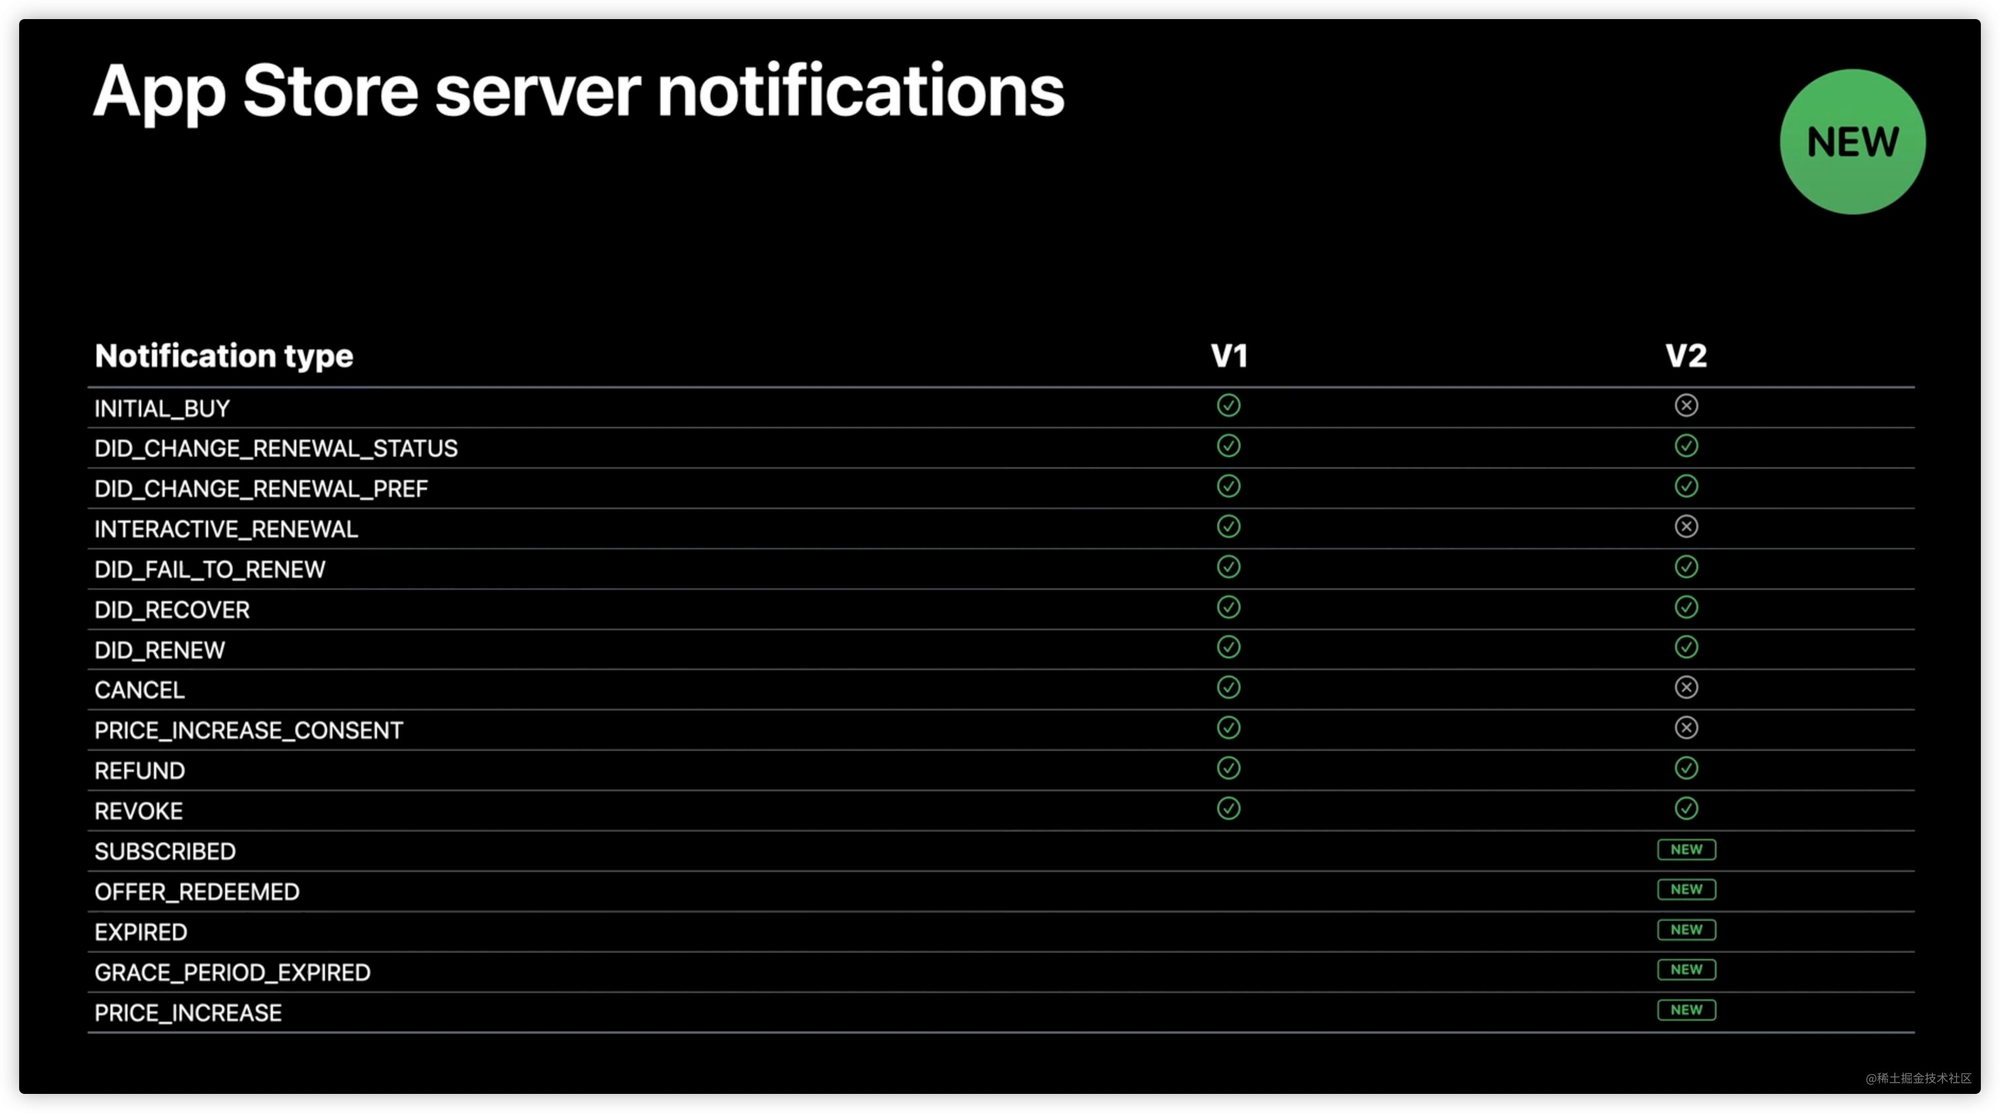 App Store server notifications
NEW
Notification type V1 V2
INITIAL_BUY
DID_CHANGE_RENEWAL_STATUS
DID_CHANGE_RENEWAL_PREF
INTERACTIVE_RENEWAL
DID_FAIL_TO_RENEW
DID_RECOVER
DID_RENEW
CANCEL
PRICE_INCREASE_CONSENT
REFUND
REVOKE
SUBSCRIBED NEW
OFFER_REDEEMED NEW
EXPIRED NEW
GRACE_PERIOD_EXPIRED NEW
PRICE_INCREASE NEW
@稀土掘金技术社区